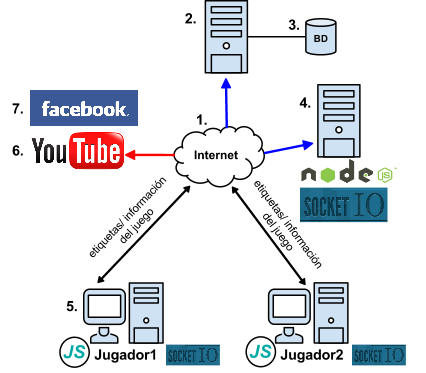 2.
3.
BD
7.
facebook.
1.
4.
6.
YouTube
Internet
node
JS
SOCKET IO
etiquetas/ información
del juego
etiquetas/ información
del juego
5.
JS
Jugador1
SOCKET IO
JS
Jugador2
SOCKET IO